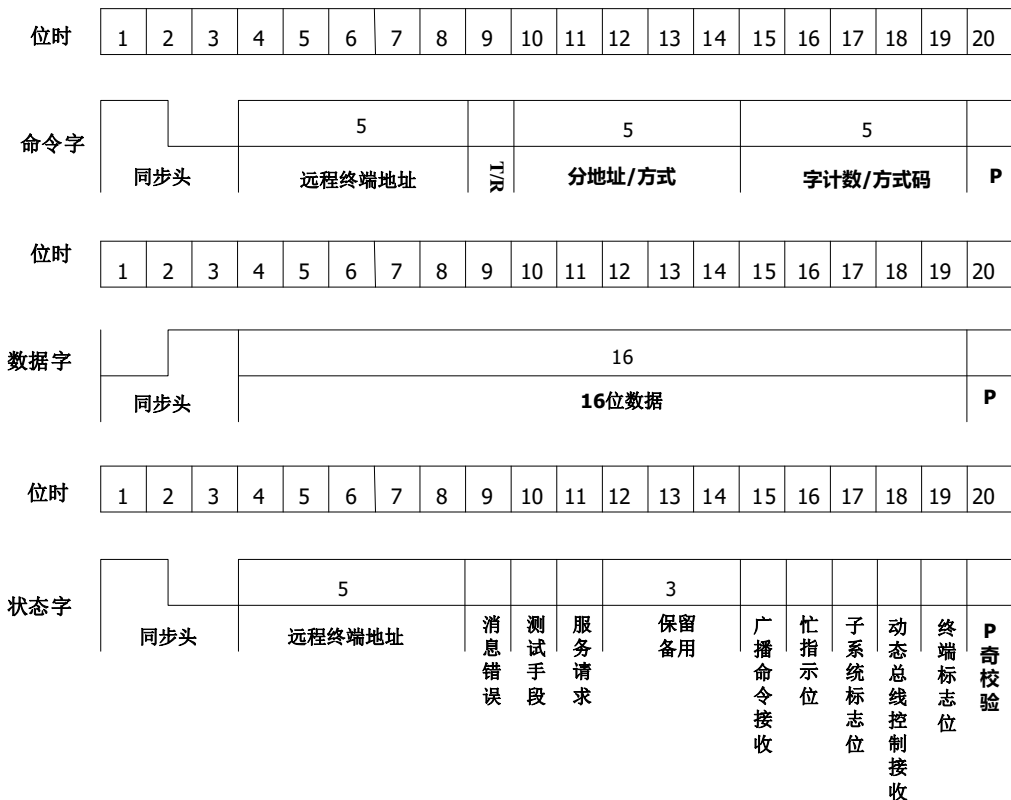 位时 1 2 3 4 5 6 7 8 9 10 11 12 13 14 15 16 17 18 19 20
命令字 5 5 5
同步头 远程终端地址 T/R 分地址/方式 字计数/方式码 P
位时 1 2 3 4 5 6 7 8 9 10 11 12 13 14 15 16 17 18 19 20
数据字 16
同步头 16位数据 P
位时 1 2 3 4 5 6 7 8 9 10 11 12 13 14 15 16 17 18 19 20
状态字 5 3
同步头 远程终端地址
消息错误
测试手段
服务请求
保留
备用
广播命令接收
忙指示位
子系统标志位
动态总线控制接收
终端标志位
P奇校验